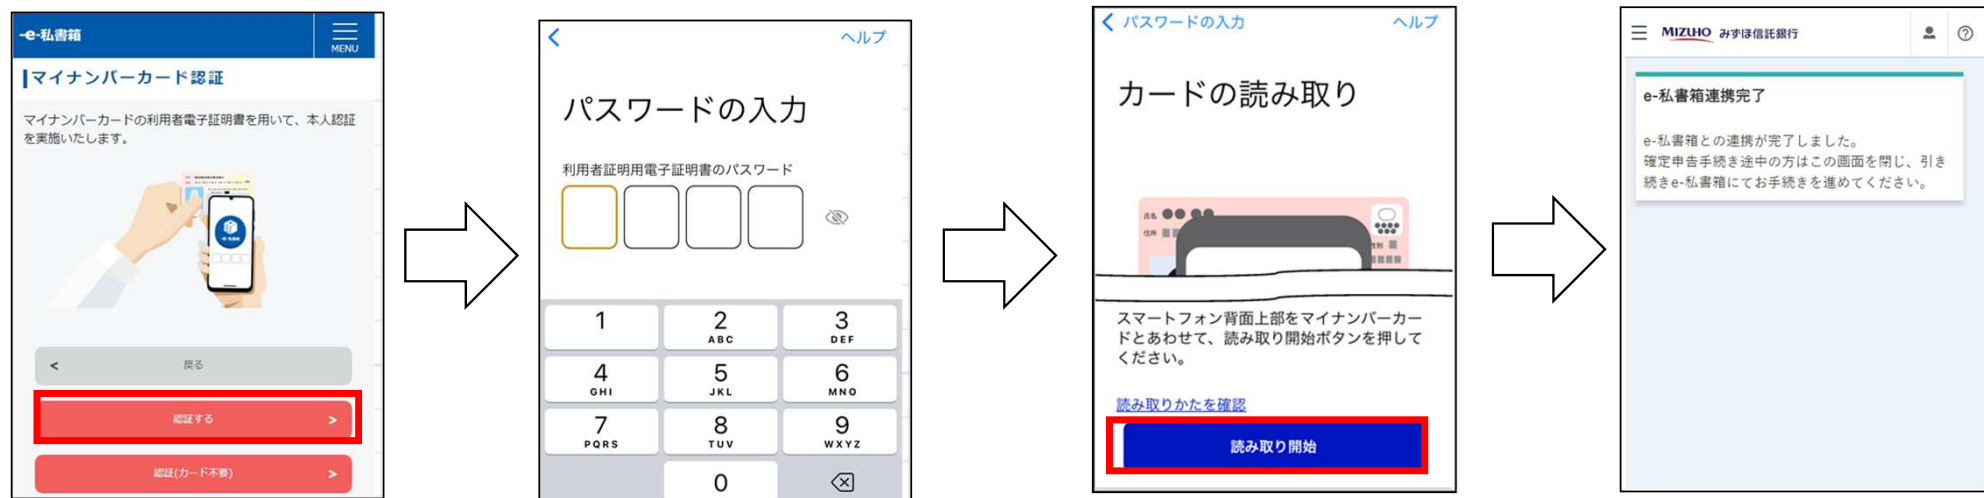 -e-私書箱
MENU
マイナンバーカード認証
マイナンバーカードの利用者電子証明書を用いて、本人認証
を実施いたします。
e-私書箱
< 戻る
認証する >
認証(カード不要) >
< ヘルプ
パスワードの入力
利用者証明用電子証明書のパスワード
1
2
ABC
3
DEF
4
GHI
5
JKL
6
MNO
7
PQRS
8
TUV
9
WXYZ
0
< パスワードの入力 ヘルプ
カードの読み取り
氏名
住所
性別
スマートフォン背面上部をマイナンバーカー
ドとあわせて、読み取り開始ボタンを押して
ください。
読み取りかたを確認
読み取り開始
MIZUHO みずほ信託銀行
e-私書箱連携完了
e-私書箱との連携が完了しました。
確定申告手続き途中の方はこの画面を閉じ、引き
続きe-私書箱にてお手続きを進めてください。